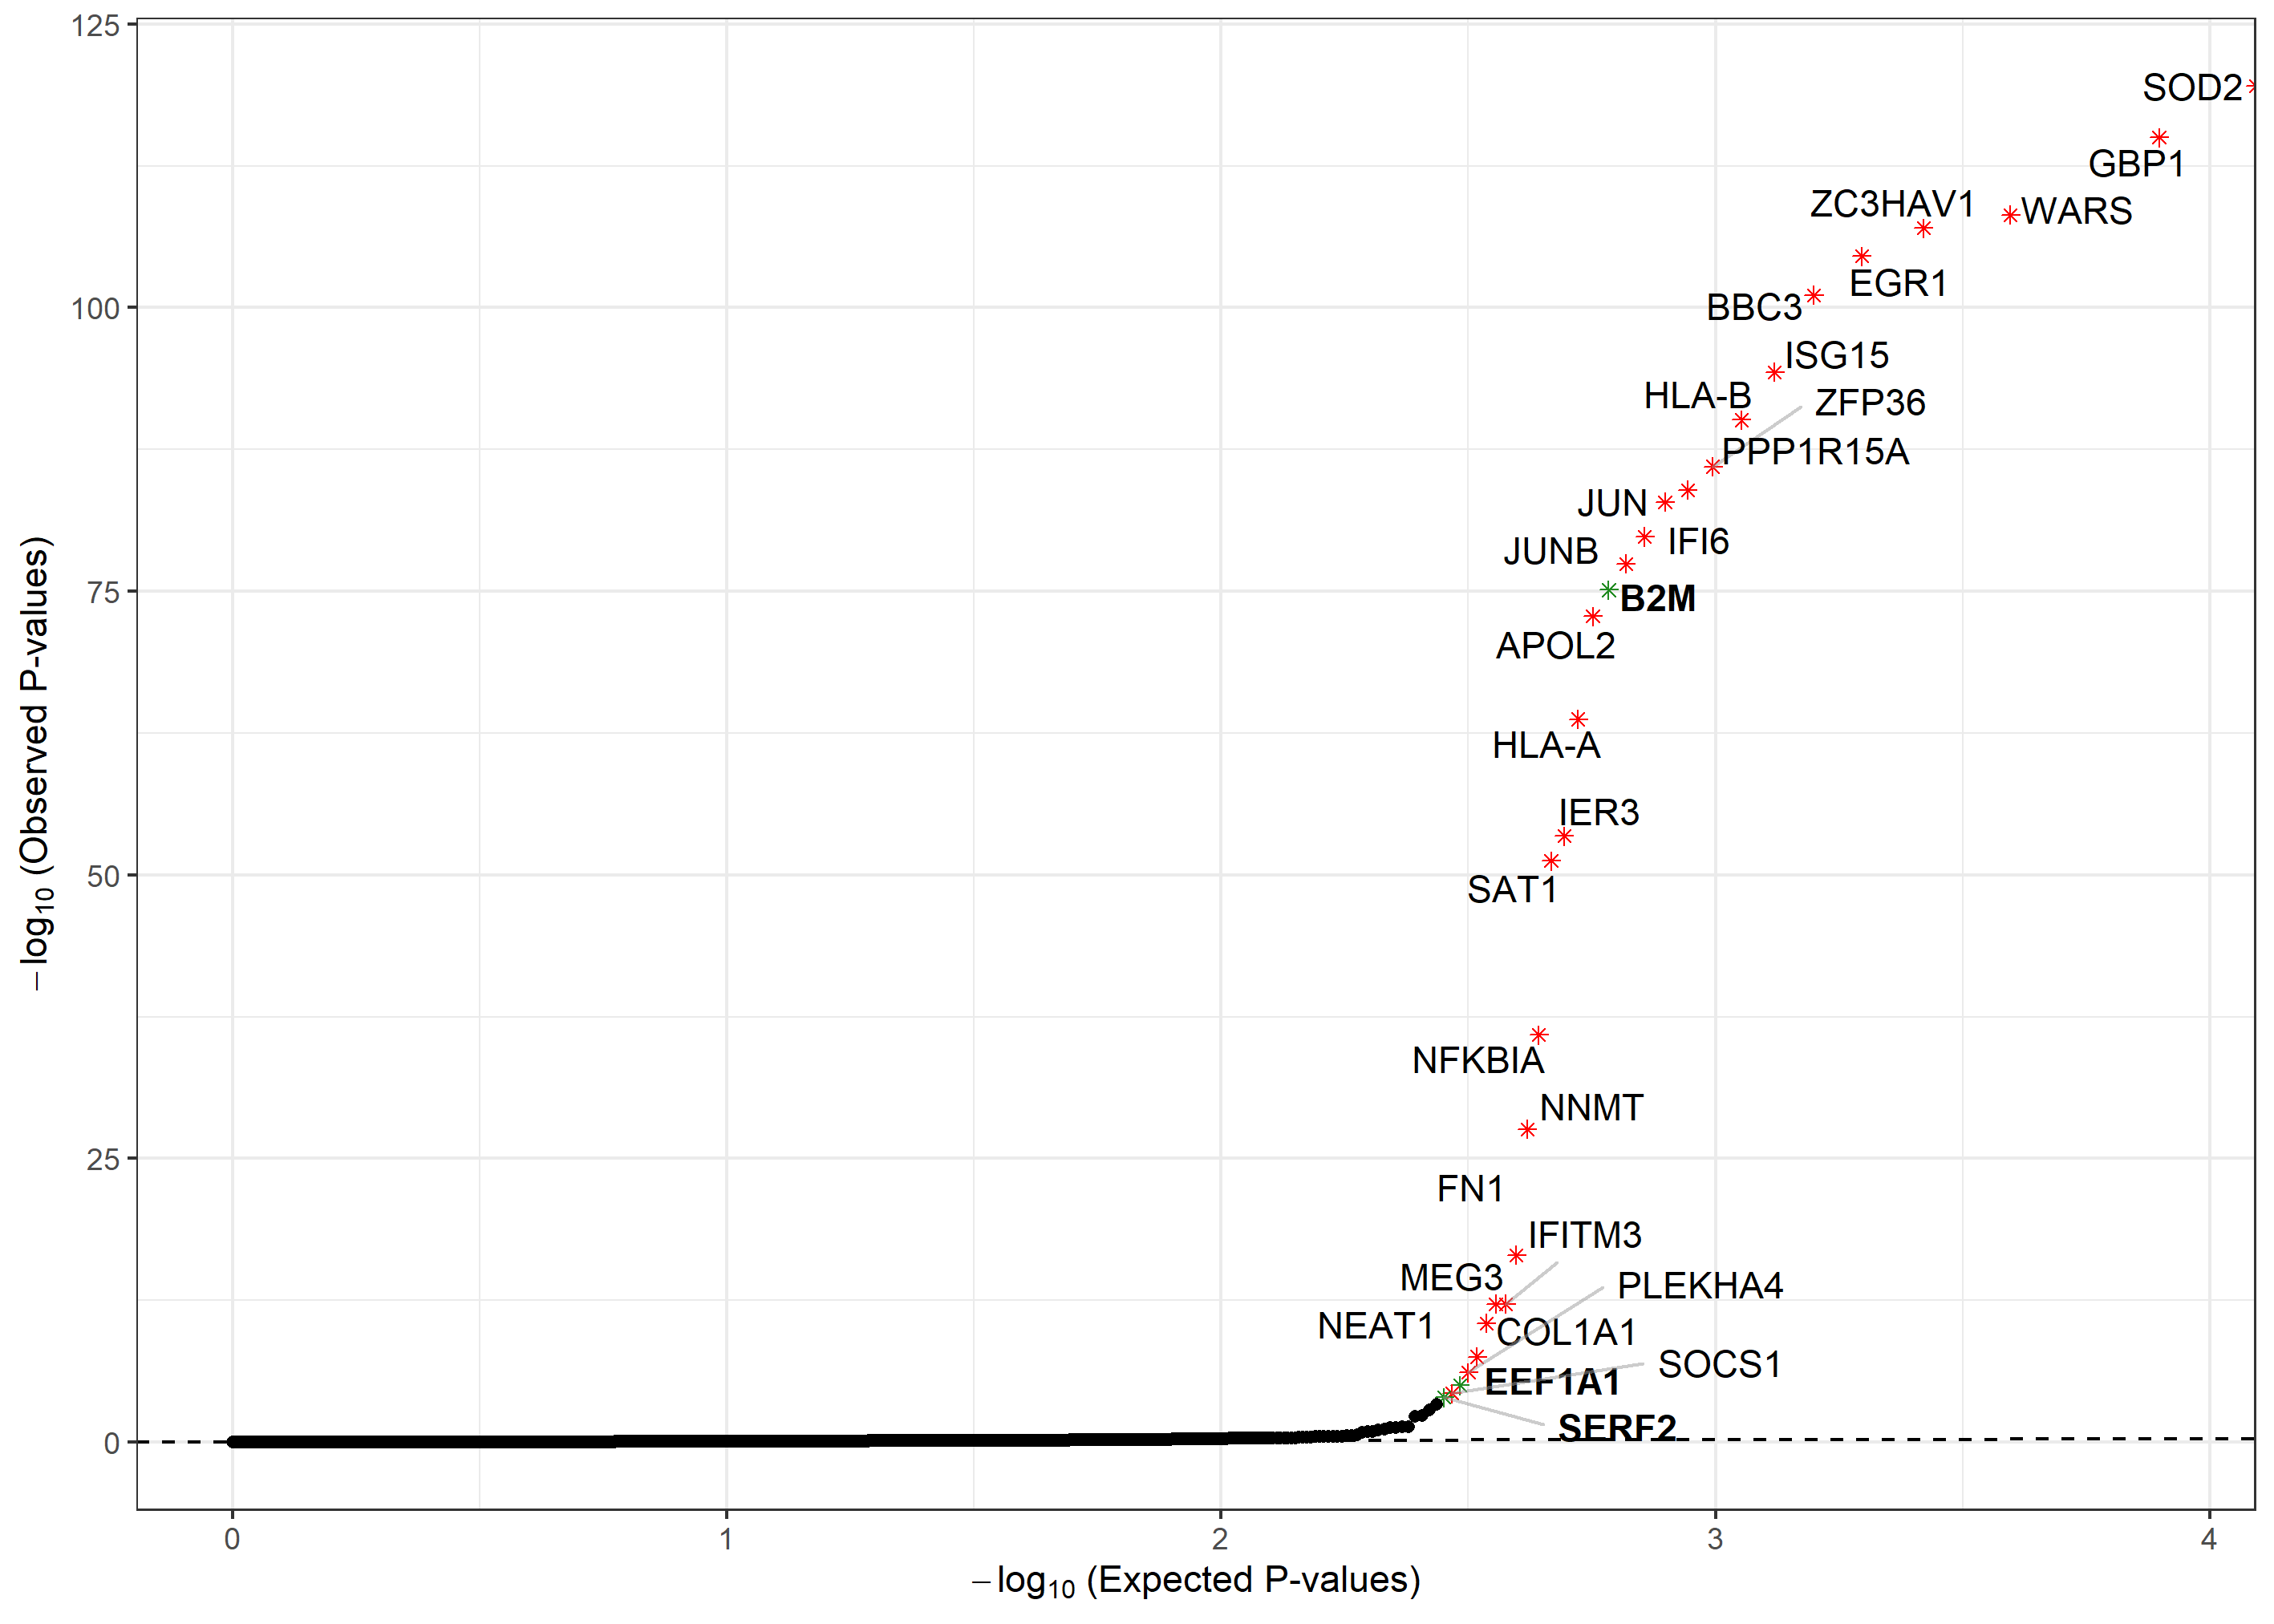 125
SOD2
GBP1
ZC3HAV1
WARS
EGR1
100
BBC3
ISG15
HLA-B
ZFP36
PPP1R15A
JUN
IFI6
JUNB
75
B2M
APOL2
HLA-A
IER3
50
SAT1
NFKBIA
NNMT
25
FN1
IFITM3
MEG3
PLEKHA4
NEAT1
COL1A1
SOCS1
EEF1A1
SERF2
0
0 1 2 3 4
−log10 (Expected P-values)
−log10 (Observed P-values)